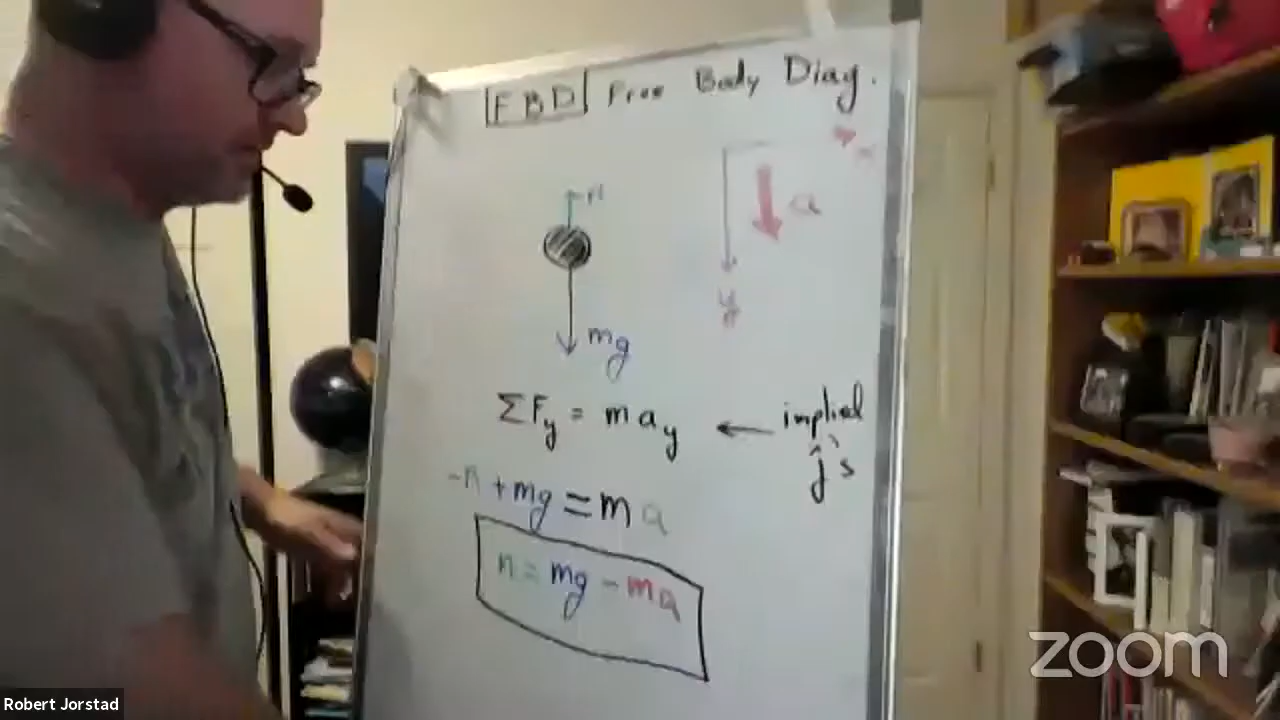 FBD Free Body Diag.
n
x
a
y
mg
ΣFy = may ← implied
ĵ's
-n + mg = ma
n = mg - ma
zoom
Robert Jorstad